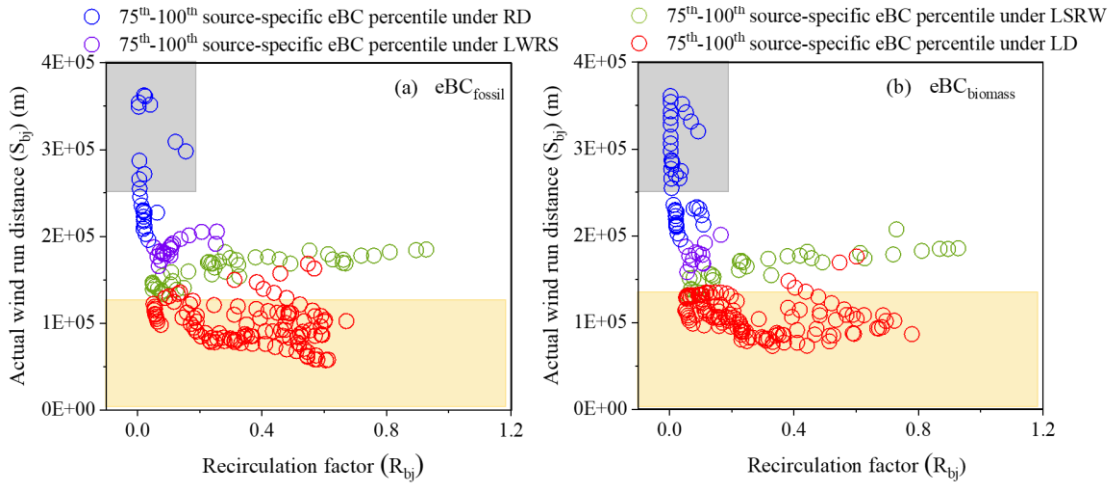 75th-100th source-specific eBC percentile under RD
75th-100th source-specific eBC percentile under LWRS
75th-100th source-specific eBC percentile under LSRW
75th-100th source-specific eBC percentile under LD
4E+05
3E+05
2E+05
1E+05
0E+00
Actual wind run distance (Sbj) (m)
(a) eBCfossil
0.0 0.4 0.8 1.2
Recirculation factor (Rbj)
4E+05
3E+05
2E+05
1E+05
0E+00
Actual wind run distance (Sbj) (m)
(b) eBCbiomass
0.0 0.4 0.8 1.2
Recirculation factor (Rbj)